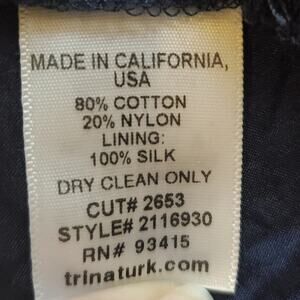 MADE IN CALIFORNIA,
USA
80% COTTON
20% NYLON
LINING:
100% SILK
DRY CLEAN ONLY
CUT# 2653
STYLE# 2116930
RN# 93415
trinaturk.com